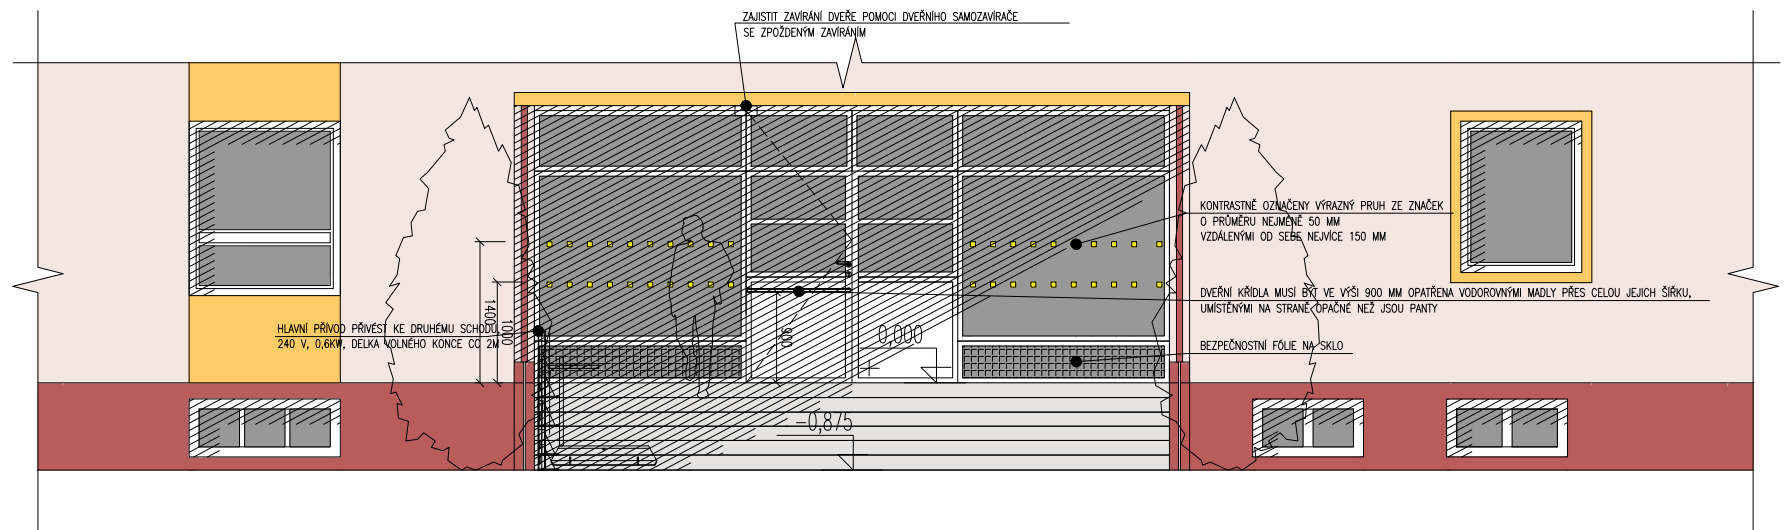 ZAJISTIT ZAVÍRÁNÍ DVEŘE POMOCI DVEŘNÍHO SAMOZAVÍRAČE
SE ZPOŽDENÝM ZAVÍRÁNÍM
KONTRASTNĚ OZNAČENY VÝRAZNÝ PRUH ZE ZNAČEK
O PRŮMĚRU NEJMÉNĚ 50 MM
VZDÁLENÝMI OD SEBE NEJVÍCE 150 MM
DVEŘNÍ KŘÍDLA MUSÍ BÝT VE VÝŠI 900 MM OPATŘENA VODOROVNÝMI MADLY PŘES CELOU JEJICH ŠÍŘKU,
UMÍSTĚNÝMI NA STRANĚ OPAČNÉ NEŽ JSOU PANTY
BEZPEČNOSTNÍ FÓLIE NA SKLO
HLAVNÍ PŘÍVOD PŘIVÉST KE DRUHÉMU SCHODU,
240 V, 0,6KW, DELKA VOLNÉHO KONCE CC 2M
1400
1000
900
0,000
-0,875